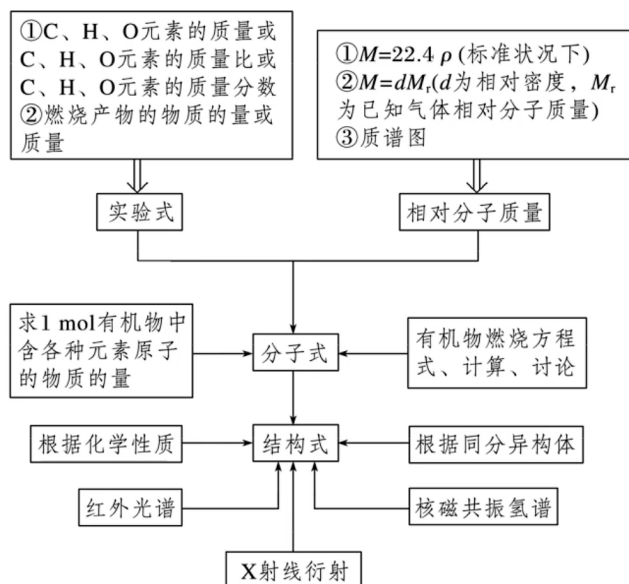 ①C、H、O元素的质量或
C、H、O元素的质量比或
C、H、O元素的质量分数
②燃烧产物的物质的量或
质量
①M=22.4 ρ (标准状况下)
②M=dMr(d为相对密度，Mr
为已知气体相对分子质量)
③质谱图
实验式
相对分子质量
求1 mol有机物中
含各种元素原子
的物质的量
分子式
有机物燃烧方程
式、计算、讨论
根据化学性质
结构式
根据同分异构体
红外光谱
核磁共振氢谱
X射线衍射